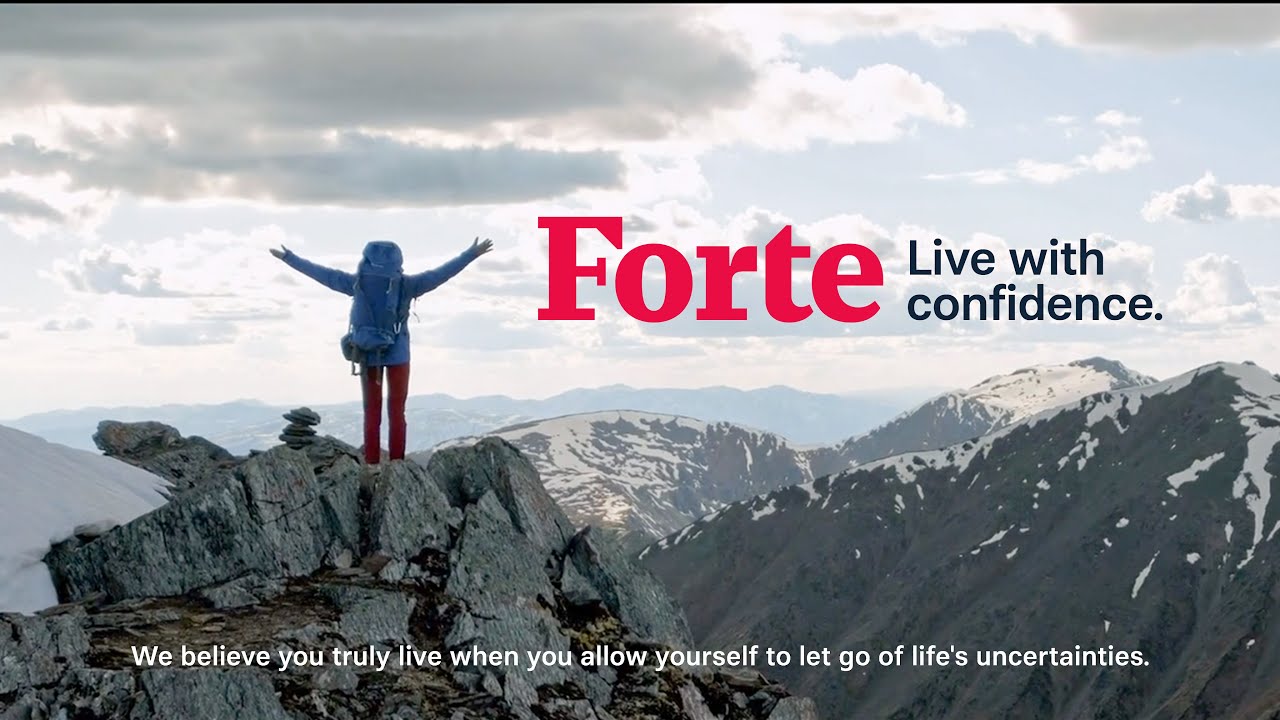 Forte
Live with
confidence.
We believe you truly live when you allow yourself to let go of life's uncertainties.